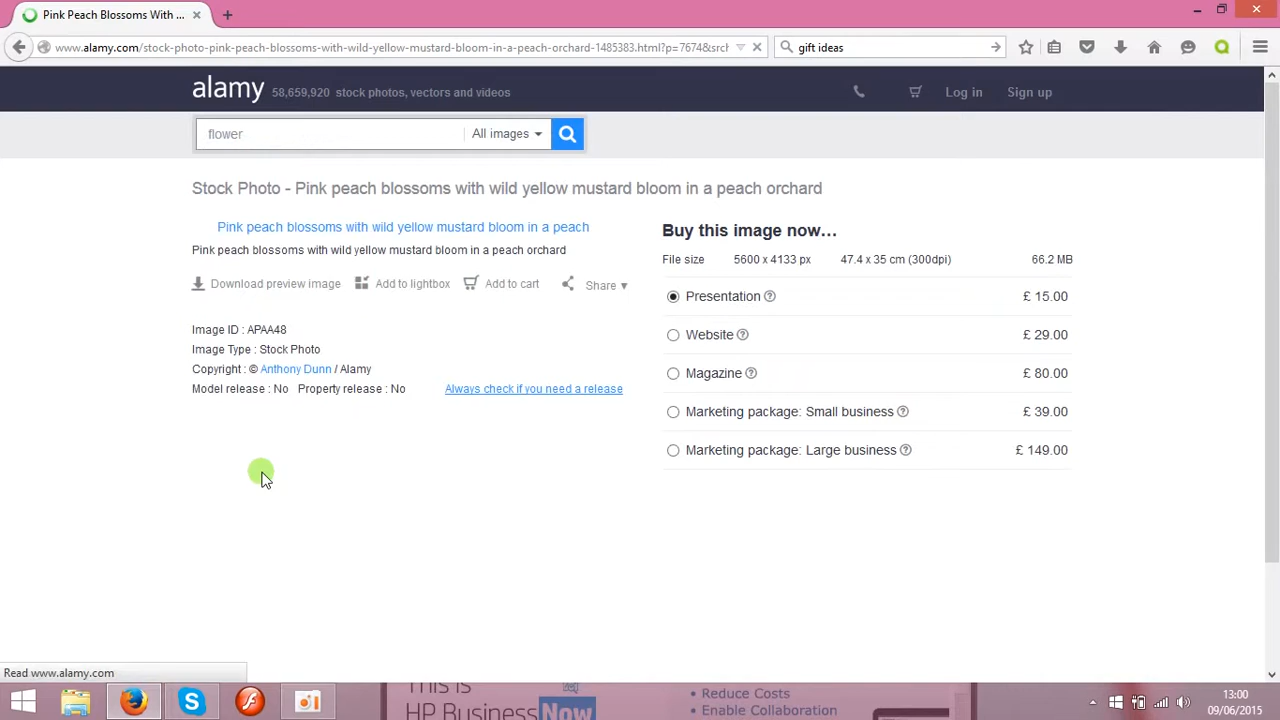 Pink Peach Blossoms With ...
www.alamy.com/stock-photo-pink-peach-blossoms-with-wild-yellow-mustard-bloom-in-a-peach-orchard-1485383.html?p=7674&srch
gift ideas
alamy 58,659,920 stock photos, vectors and videos
Log in Sign up
flower All images
Stock Photo - Pink peach blossoms with wild yellow mustard bloom in a peach orchard
Pink peach blossoms with wild yellow mustard bloom in a peach
Pink peach blossoms with wild yellow mustard bloom in a peach orchard
Download preview image Add to lightbox Add to cart Share
Image ID : APAA48
Image Type : Stock Photo
Copyright : © Anthony Dunn / Alamy
Model release : No Property release : No Always check if you need a release
Buy this image now...
File size 5600 x 4133 px 47.4 x 35 cm (300dpi) 66.2 MB
Presentation £ 15.00
Website £ 29.00
Magazine £ 80.00
Marketing package: Small business £ 39.00
Marketing package: Large business £ 149.00
Read www.alamy.com
This is
HP Business Now
• Reduce Costs
• Enable Collaboration
13:00
09/06/2015